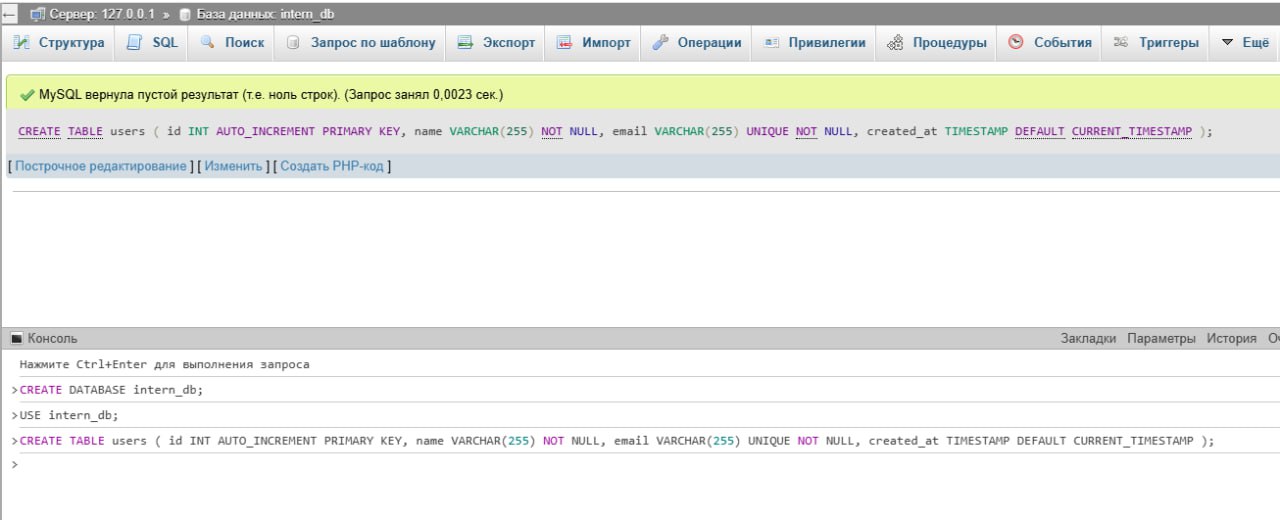 ← Сервер: 127.0.0.1 » База данных: intern_db
Структура SQL Поиск Запрос по шаблону Экспорт Импорт Операции Привилегии Процедуры События Триггеры Ещё
MySQL вернула пустой результат (т.е. ноль строк). (Запрос занял 0,0023 сек.)
CREATE TABLE users ( id INT AUTO_INCREMENT PRIMARY KEY, name VARCHAR(255) NOT NULL, email VARCHAR(255) UNIQUE NOT NULL, created_at TIMESTAMP DEFAULT CURRENT_TIMESTAMP );
[ Построчное редактирование ] [ Изменить ] [ Создать PHP-код ]
Консоль Закладки Параметры История
Нажмите Ctrl+Enter для выполнения запроса
>CREATE DATABASE intern_db;
>USE intern_db;
>CREATE TABLE users ( id INT AUTO_INCREMENT PRIMARY KEY, name VARCHAR(255) NOT NULL, email VARCHAR(255) UNIQUE NOT NULL, created_at TIMESTAMP DEFAULT CURRENT_TIMESTAMP );
>